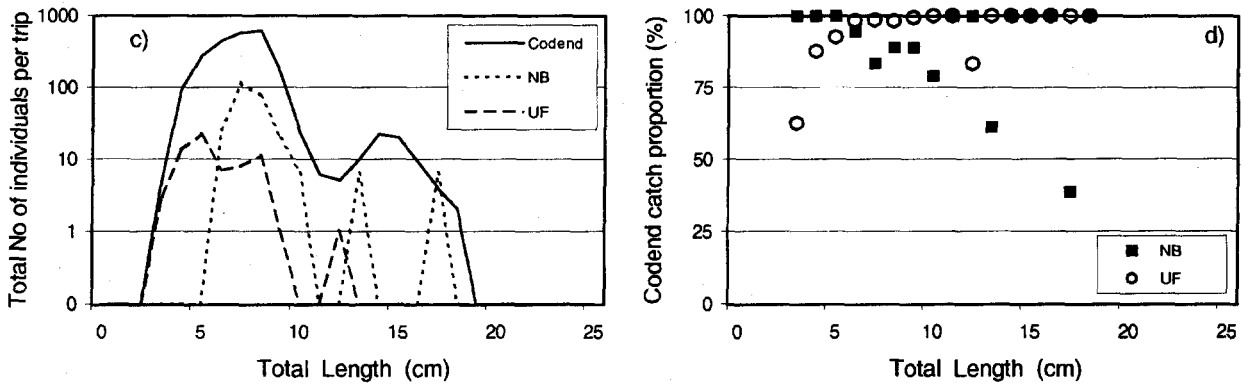 c)
Total No of individuals per trip
1000
100
10
1
0
Codend
NB
UF
0 5 10 15 20 25
Total Length (cm)
d)
Codend catch proportion (%)
100
75
50
25
0
NB
UF
0 5 10 15 20 25
Total Length (cm)